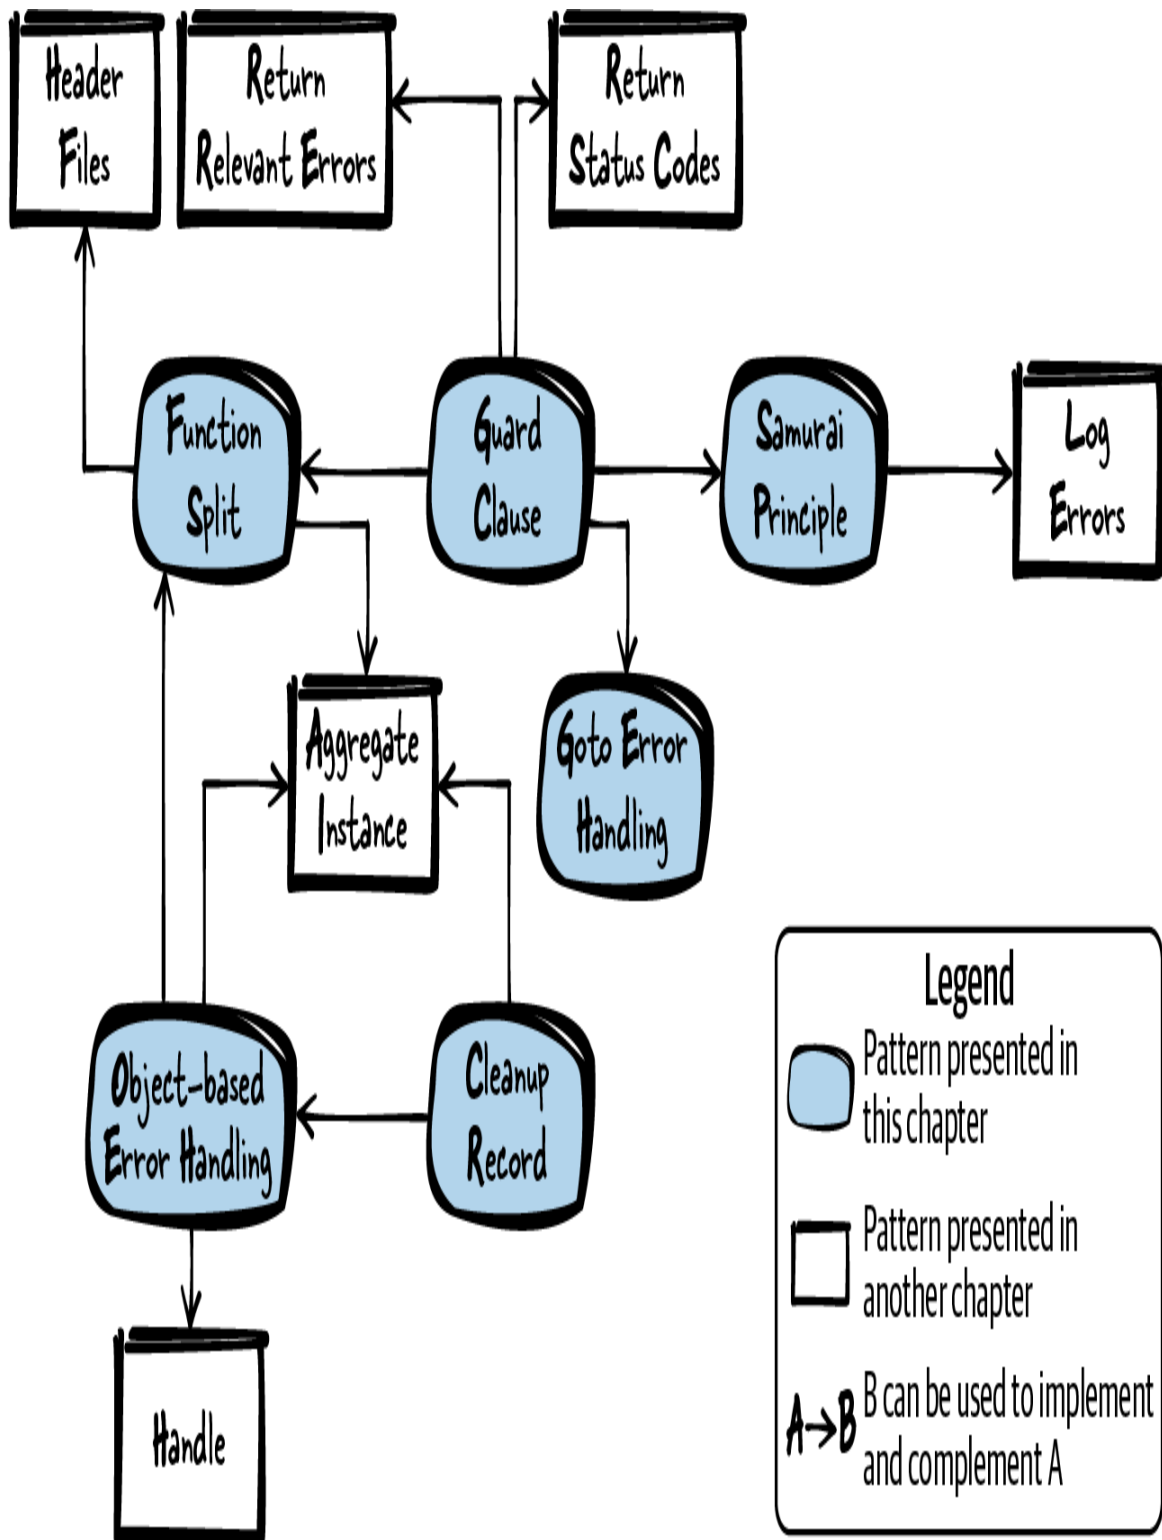 Header
Files
Return
Relevant Errors
Return
Status Codes
Function
Split
Guard
Clause
Samurai
Principle
Log
Errors
Aggregate
Instance
Goto Error
Handling
Object-based
Error Handling
Cleanup
Record
Handle
Legend
Pattern presented in
this chapter
Pattern presented in
another chapter
A→B B can be used to implement
and complement A